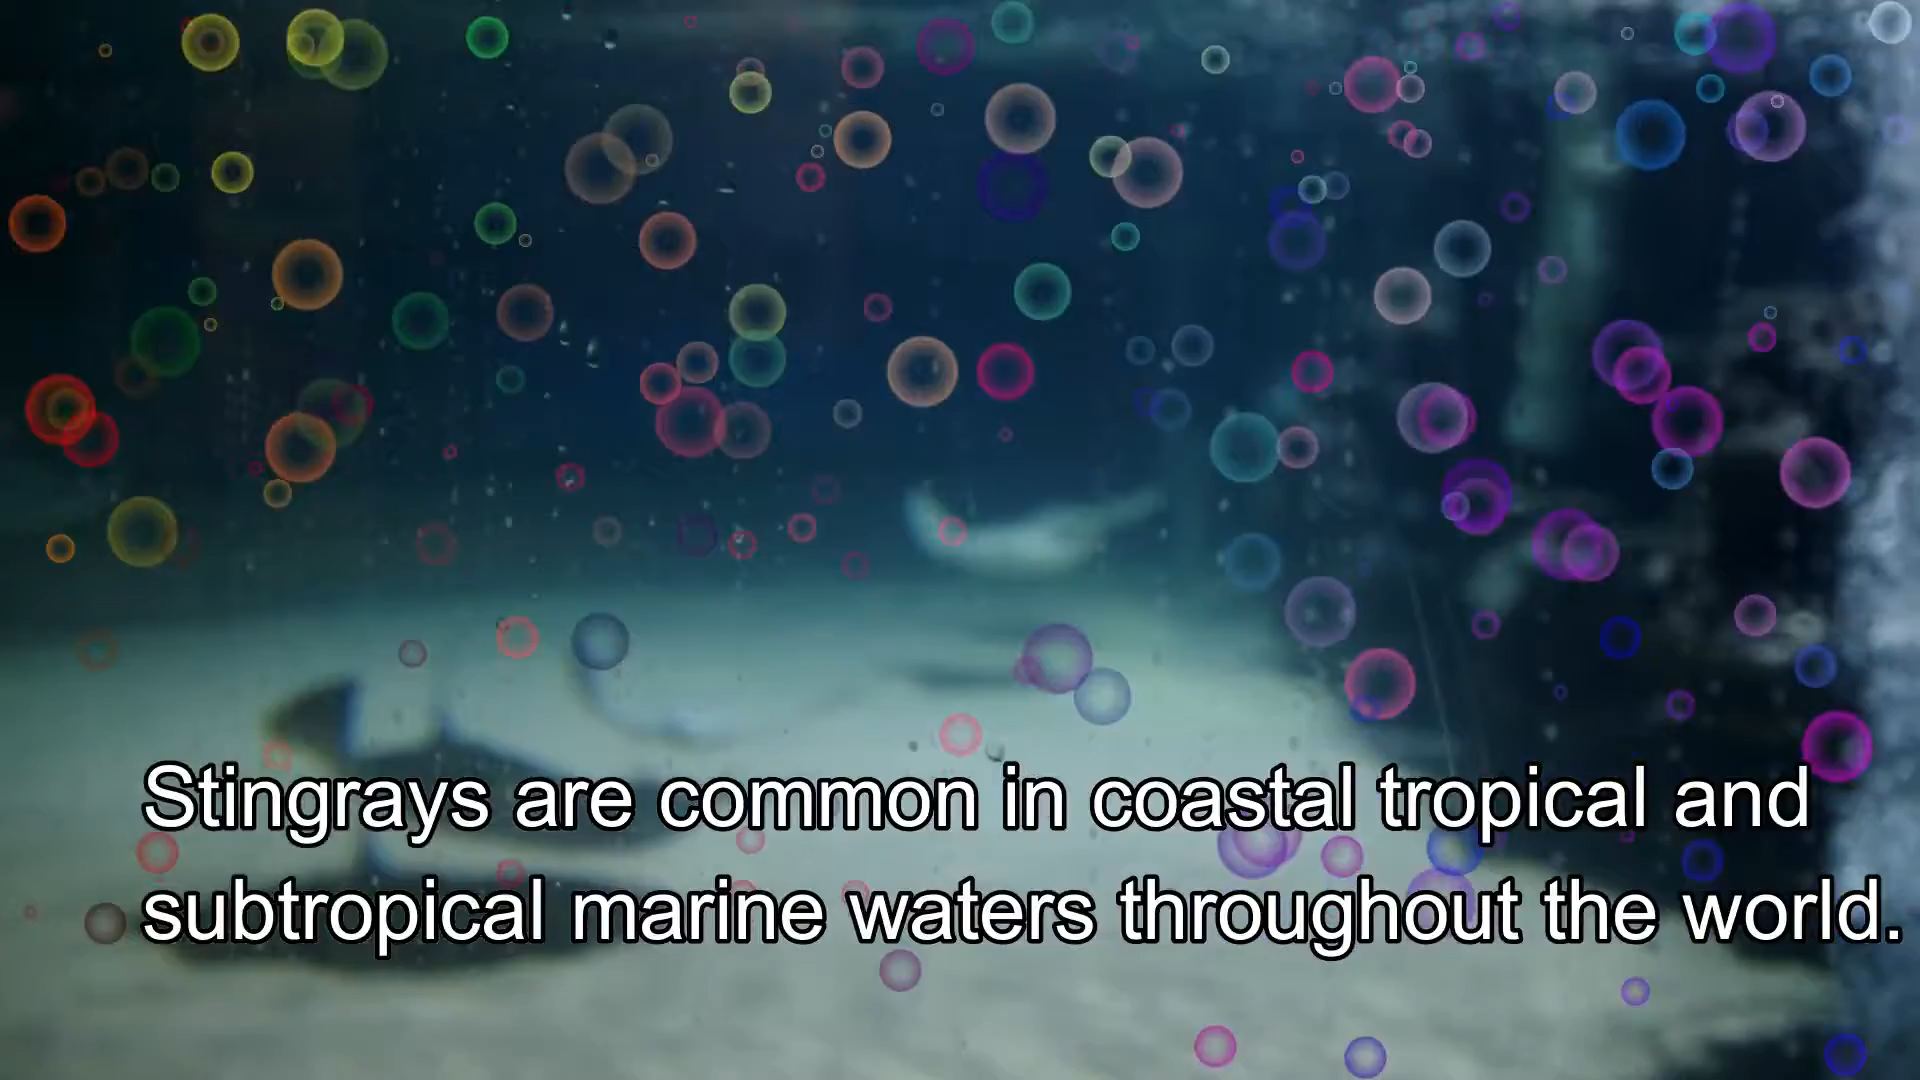 Stingrays are common in coastal tropical and
subtropical marine waters throughout the world.